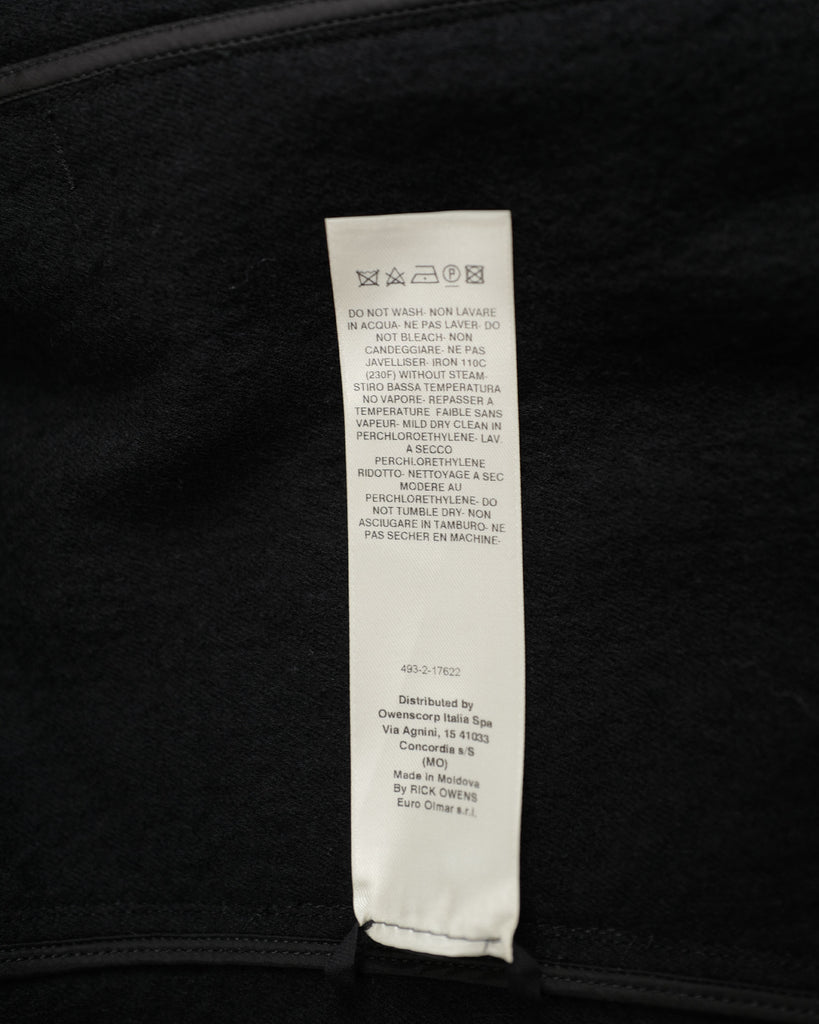 DO NOT WASH- NON LAVARE
IN ACQUA- NE PAS LAVER- DO
NOT BLEACH- NON
CANDEGGIARE- NE PAS
JAVELLISER- IRON 110C
(230F) WITHOUT STEAM-
STIRO BASSA TEMPERATURA
NO VAPORE- REPASSER A
TEMPERATURE FAIBLE SANS
VAPEUR- MILD DRY CLEAN IN
PERCHLOROETHYLENE- LAV.
A SECCO
PERCHLORETHYLENE
RIDOTTO- NETTOYAGE A SEC
MODERE AU
PERCHLORETHYLENE- DO
NOT TUMBLE DRY- NON
ASCIUGARE IN TAMBURO- NE
PAS SECHER EN MACHINE-
493-2-17622
Distributed by
Owenscorp Italia Spa
Via Agnini, 15 41033
Concordia s/S
(MO)
Made in Moldova
By RICK OWENS
Euro Olmar s.r.l.